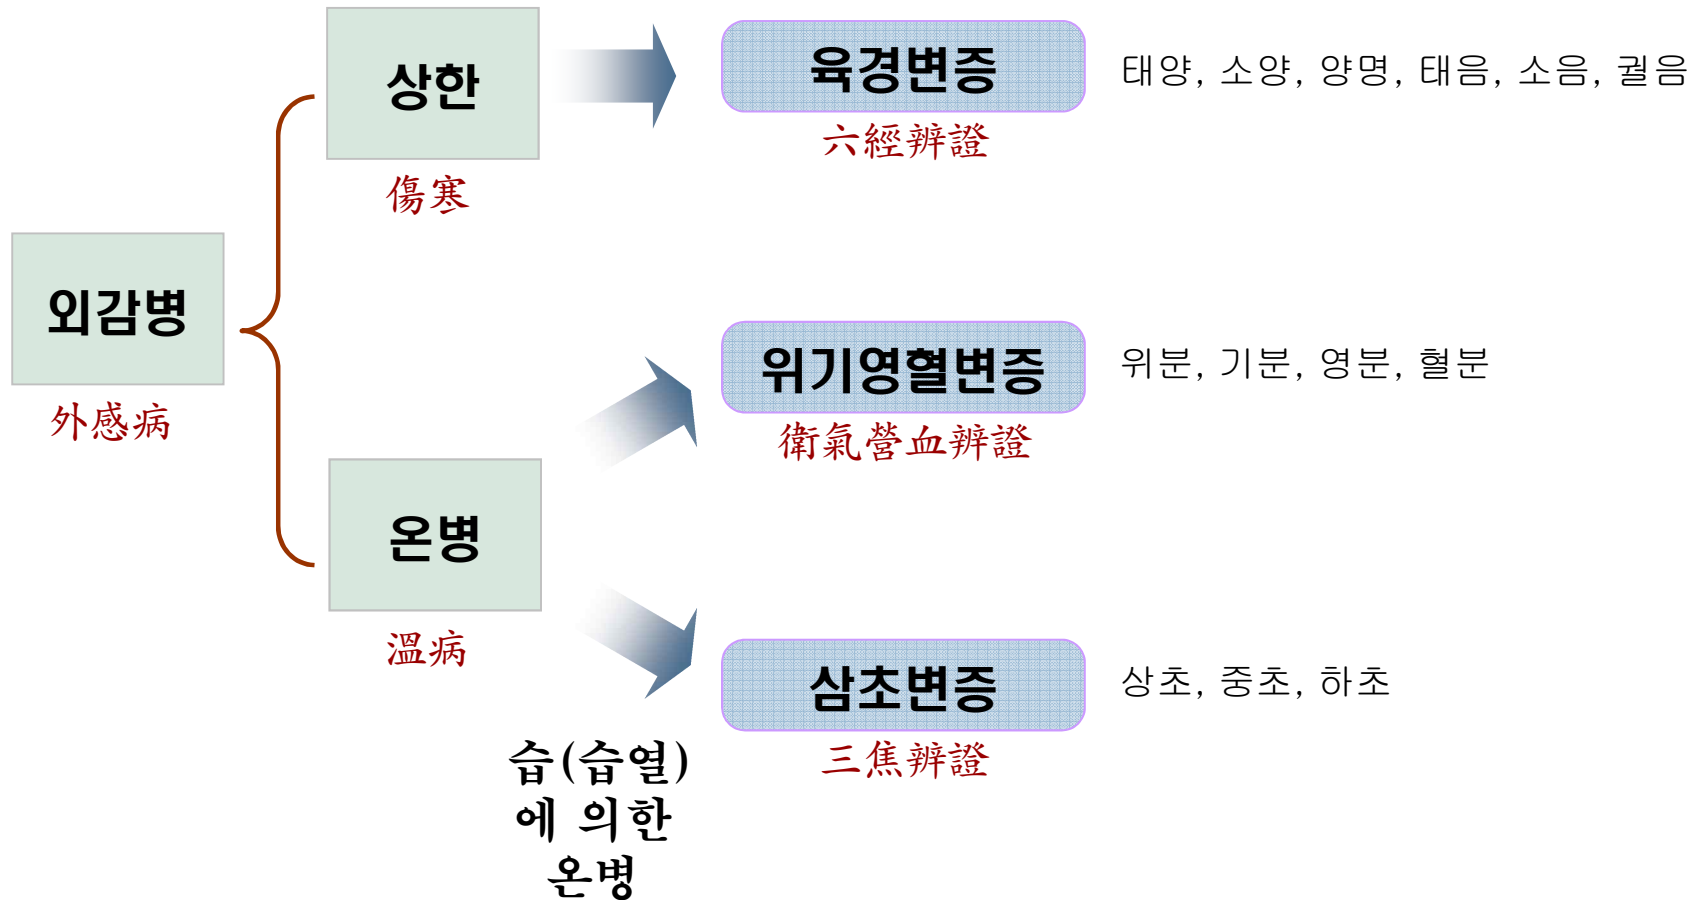 상한
傷寒
육경변증
六經辨證
태양, 소양, 양명, 태음, 소음, 궐음
외감병
外感病
위기영혈변증
衛氣營血辨證
위분, 기분, 영분, 혈분
온병
溫病
삼초변증
三焦辨證
상초, 중초, 하초
습(습열)
에 의한
온병